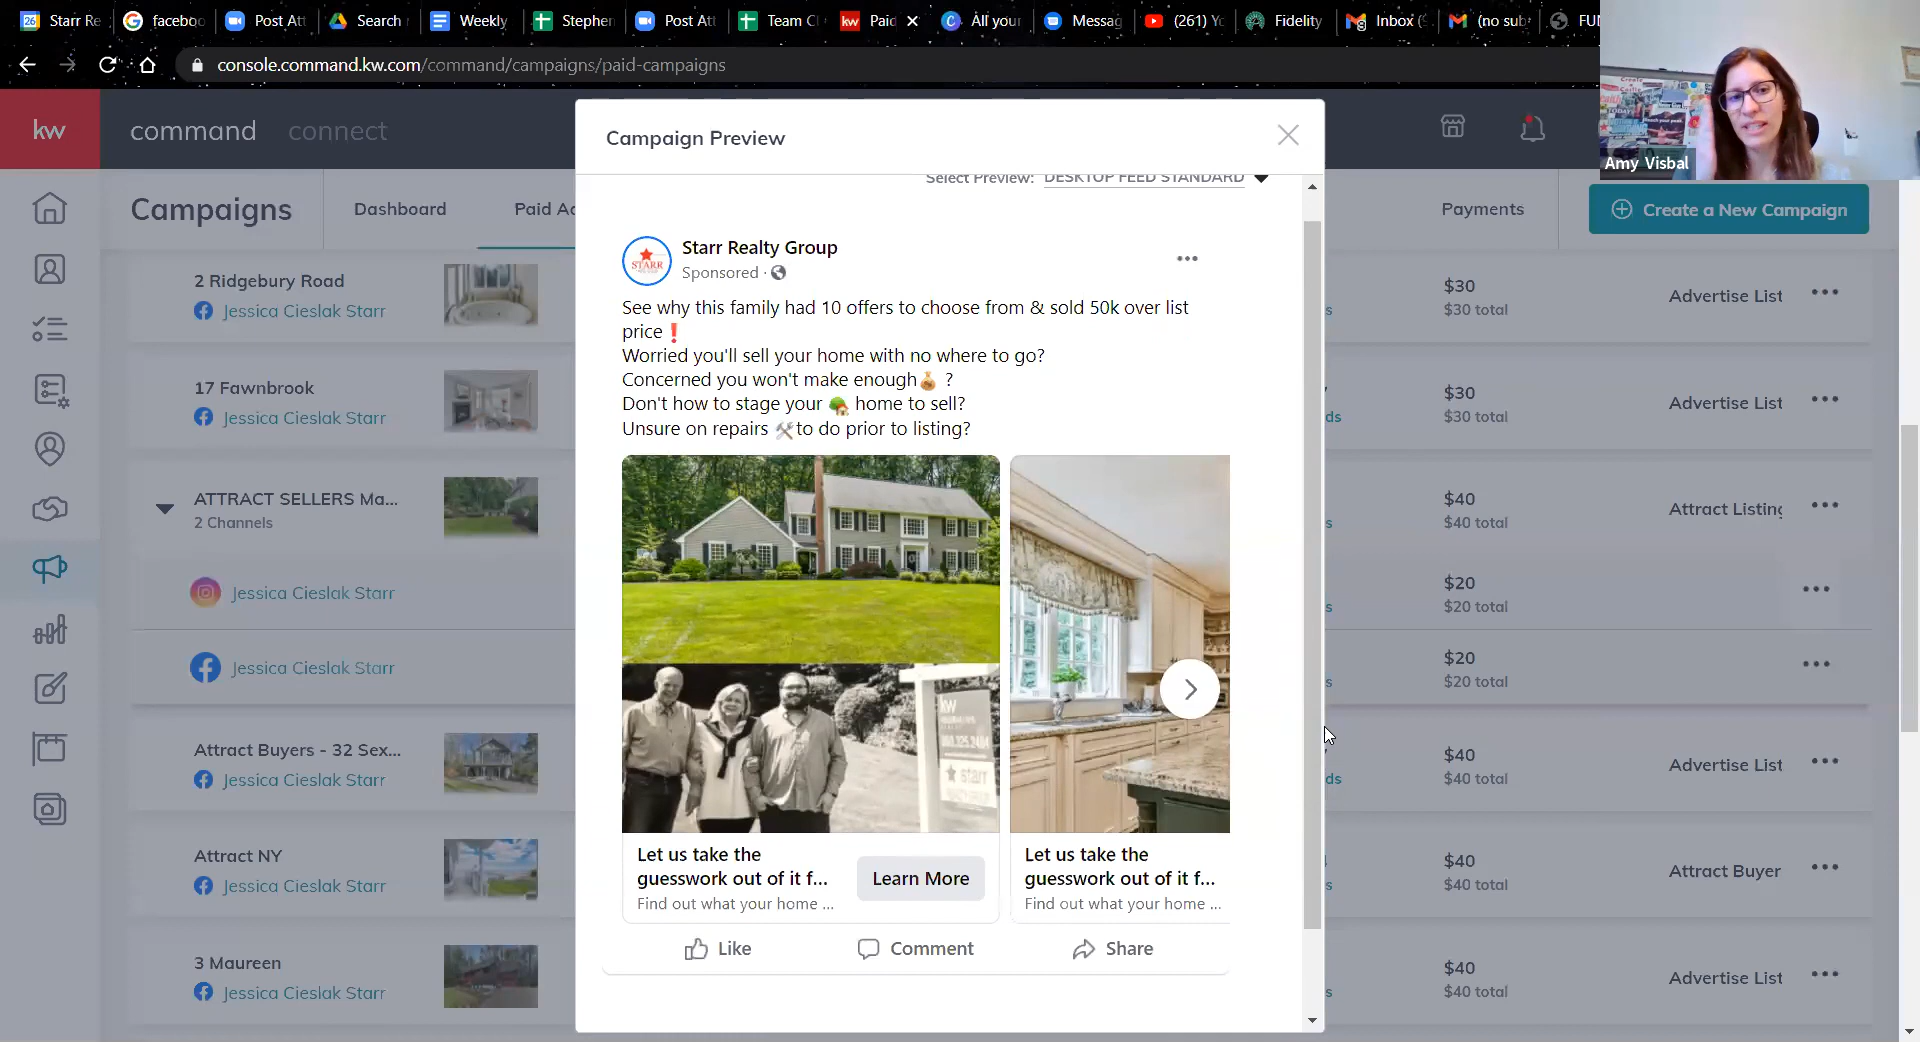 Starr Re
faceboo
Post Att
Search r
Weekly
Stephen
Post Att
Team Cl
Paid
All your
Messag
(261) Yo
Fidelity
Inbox (
(no sub
FUN
console.command.kw.com/command/campaigns/paid-campaigns
Amy Visbal
kw
command connect
Campaigns
Dashboard
Paid Ac
Payments
Create a New Campaign
Campaign Preview
Select Preview: DESKTOP FEED STANDARD
Starr Realty Group
Sponsored ·
STARR
See why this family had 10 offers to choose from & sold 50k over list
price❗
Worried you'll sell your home with no where to go?
Concerned you won't make enough💰 ?
Don't how to stage your 🏡 home to sell?
Unsure on repairs 🛠to do prior to listing?
kw
starr
Let us take the
guesswork out of it f...
Find out what your home ...
Learn More
Let us take the
guesswork out of it f...
Find out what your home ...
Like
Comment
Share
2 Ridgebury Road
Jessica Cieslak Starr
s
$30
$30 total
Advertise List
17 Fawnbrook
Jessica Cieslak Starr
ds
$30
$30 total
Advertise List
ATTRACT SELLERS Ma...
2 Channels
s
$40
$40 total
Attract Listing
Jessica Cieslak Starr
s
$20
$20 total
Jessica Cieslak Starr
s
$20
$20 total
Attract Buyers - 32 Sex...
Jessica Cieslak Starr
ds
$40
$40 total
Advertise List
Attract NY
Jessica Cieslak Starr
s
$40
$40 total
Attract Buyer
3 Maureen
Jessica Cieslak Starr
s
$40
$40 total
Advertise List